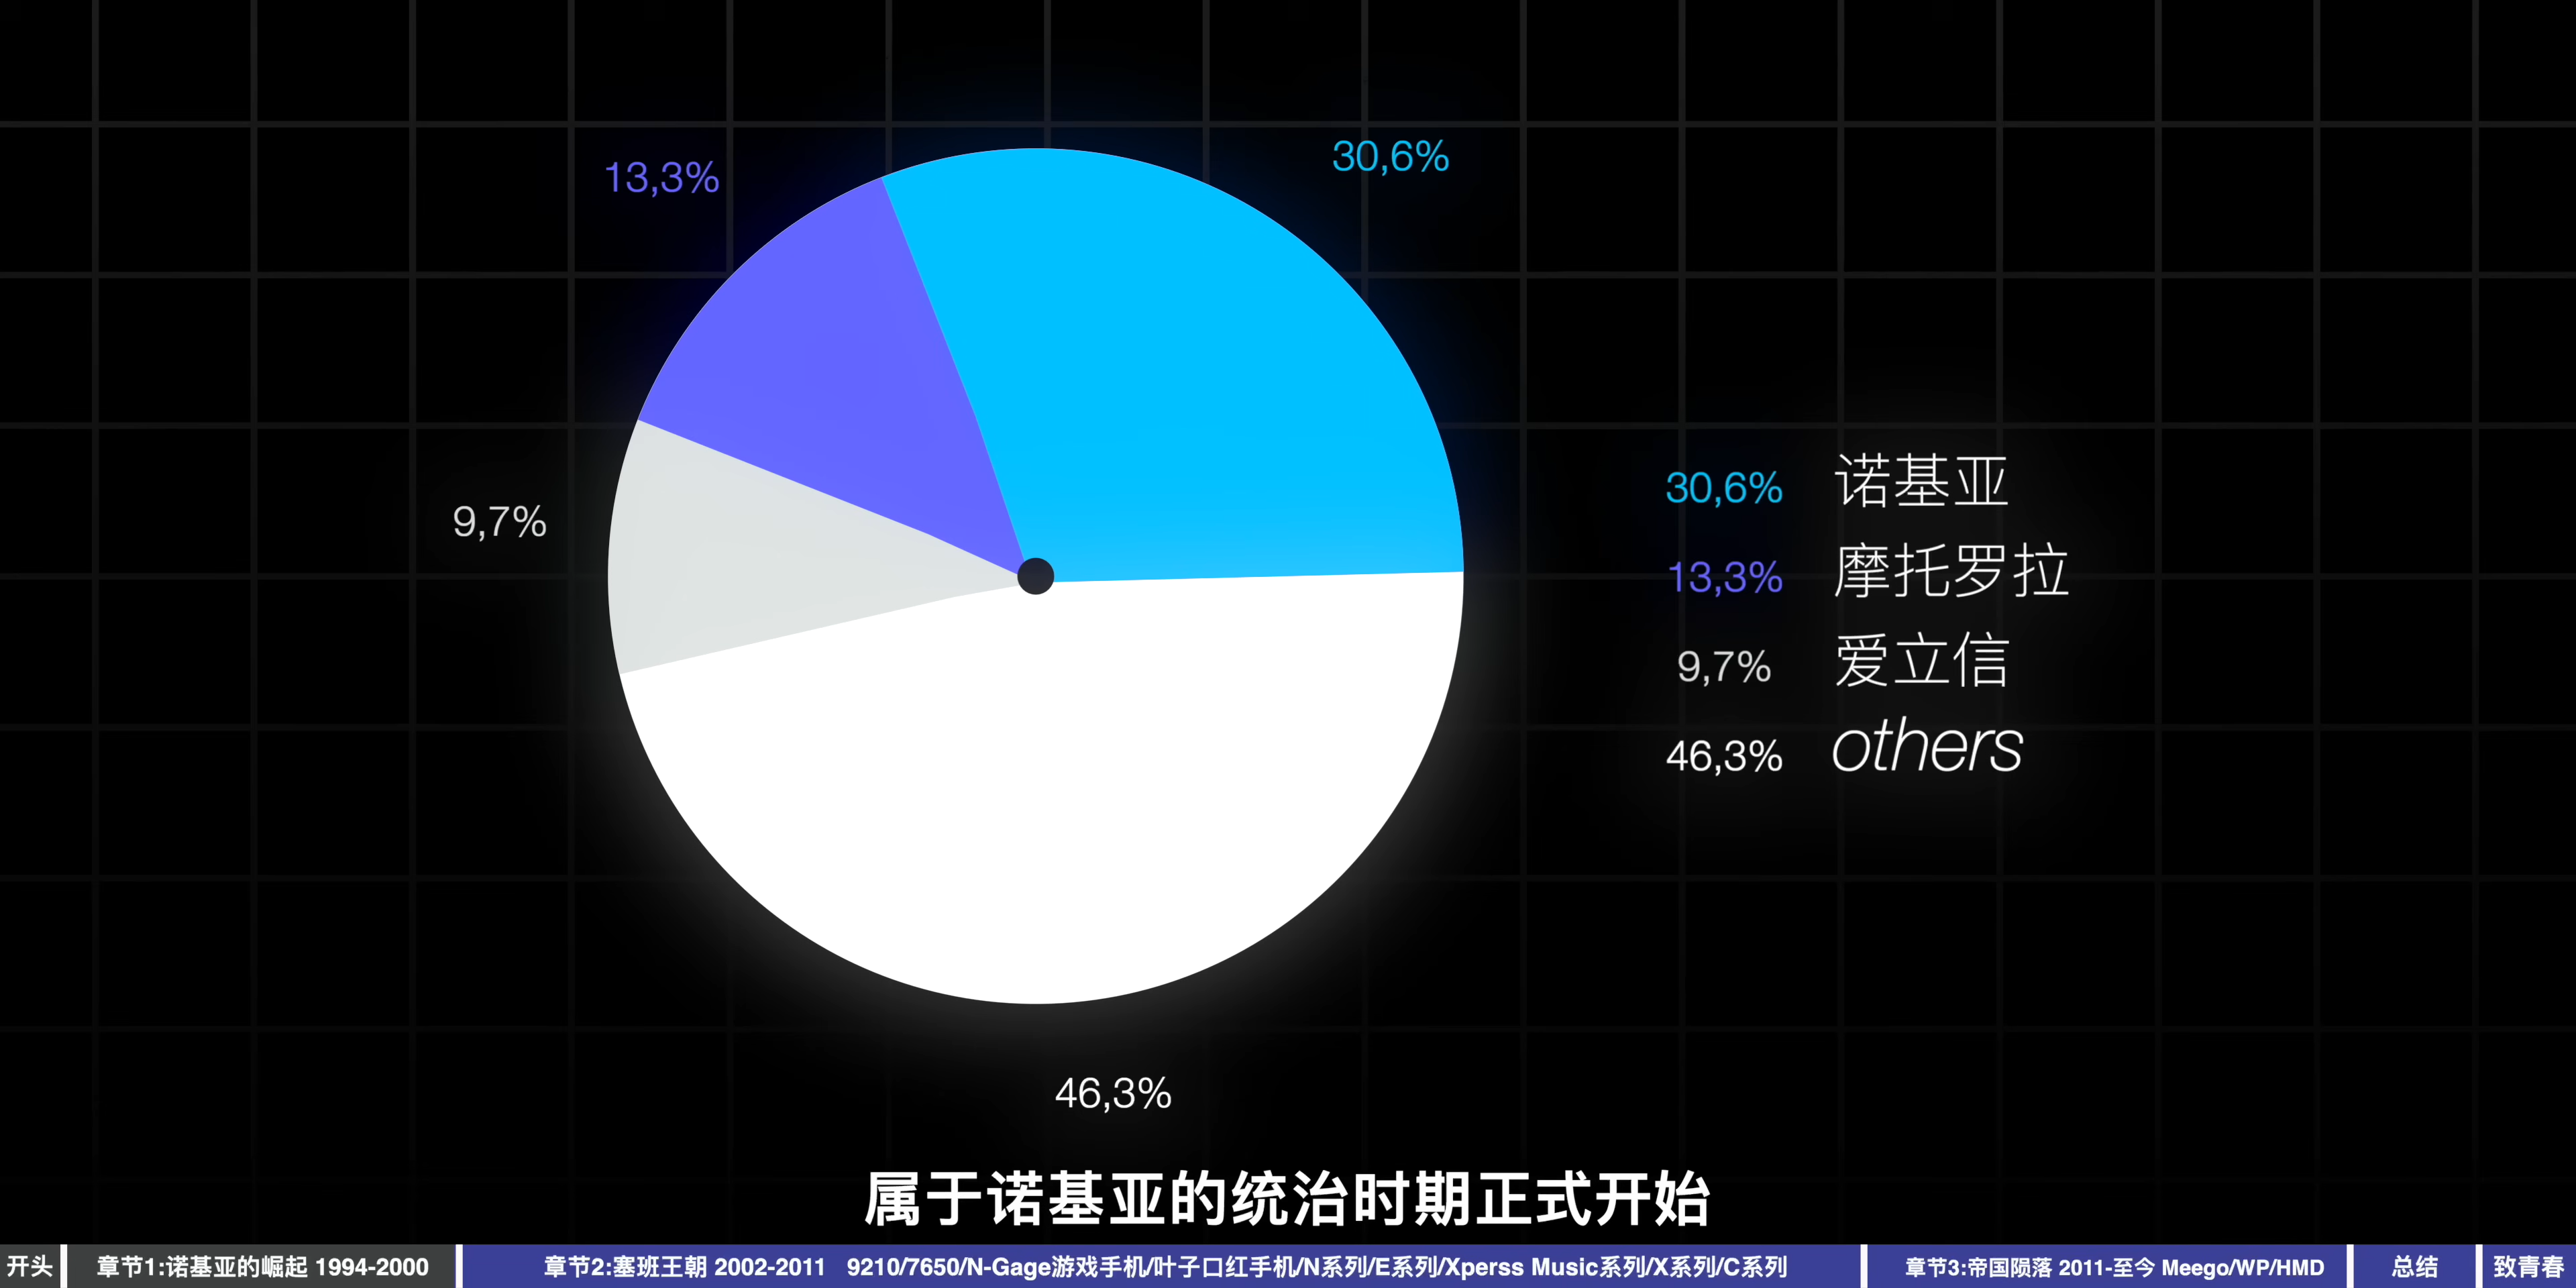 13,3%
30,6%
9,7%
46,3%
30,6% 诺基亚
13,3% 摩托罗拉
9,7% 爱立信
46,3% others
属于诺基亚的统治时期正式开始
开头 章节1:诺基亚的崛起 1994-2000 章节2:塞班王朝 2002-2011 9210/7650/N-Gage游戏手机/叶子口红手机/N系列/E系列/Xperss Music系列/X系列/C系列 章节3:帝国陨落 2011-至今 Meego/WP/HMD 总结 致青春